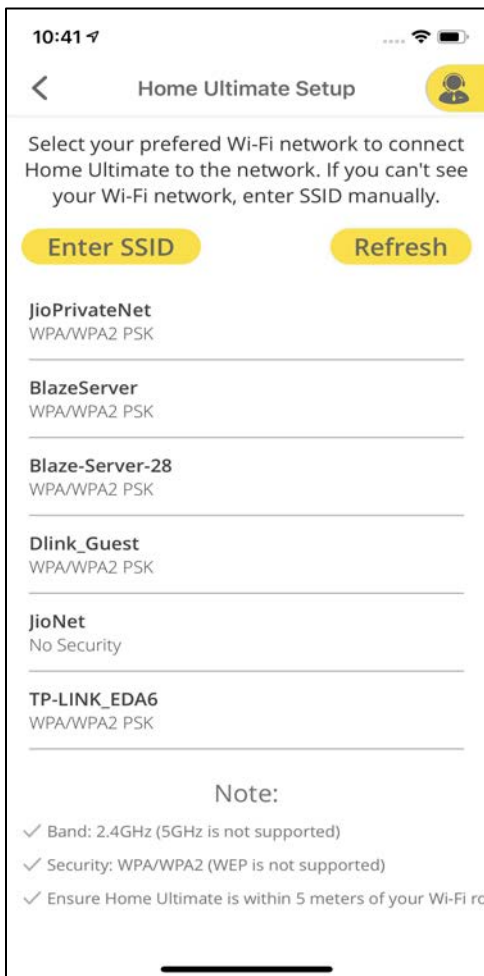 10:41
Home Ultimate Setup
Select your prefered Wi-Fi network to connect
Home Ultimate to the network. If you can't see
your Wi-Fi network, enter SSID manually.
Enter SSID
Refresh
JioPrivateNet
WPA/WPA2 PSK
BlazeServer
WPA/WPA2 PSK
Blaze-Server-28
WPA/WPA2 PSK
Dlink_Guest
WPA/WPA2 PSK
JioNet
No Security
TP-LINK_EDA6
WPA/WPA2 PSK
Note:
Band: 2.4GHz (5GHz is not supported)
Security: WPA/WPA2 (WEP is not supported)
Ensure Home Ultimate is within 5 meters of your Wi-Fi